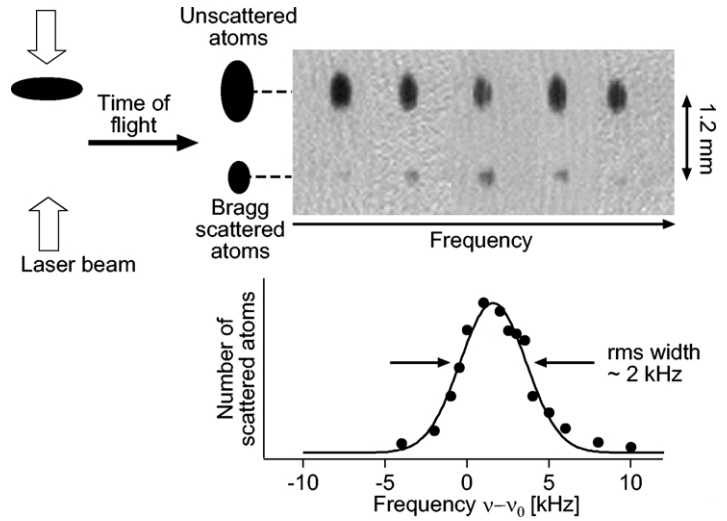 Unscattered
atoms
Time of
flight
1.2 mm
Bragg
scattered
atoms
Frequency
Laser beam
Number of
scattered atoms
rms width
~ 2 kHz
-10 -5 0 5 10
Frequency ν−ν₀ [kHz]